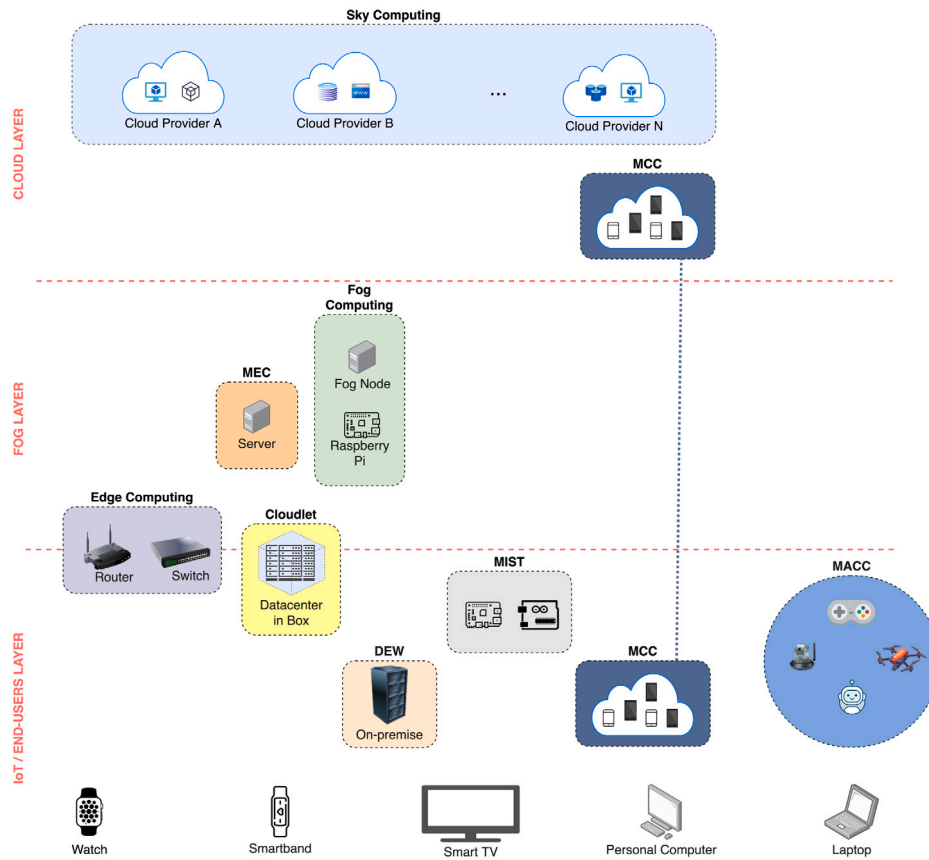 Sky Computing
Cloud Provider A
Cloud Provider B
...
Cloud Provider N
CLOUD LAYER
MCC
Fog
Computing
Fog Node
Raspberry
Pi
MEC
Server
FOG LAYER
Edge Computing
Router
Switch
Cloudlet
Datacenter
in Box
MIST
MACC
DEW
On-premise
MCC
IoT / END-USERS LAYER
Watch
Smartband
Smart TV
Personal Computer
Laptop